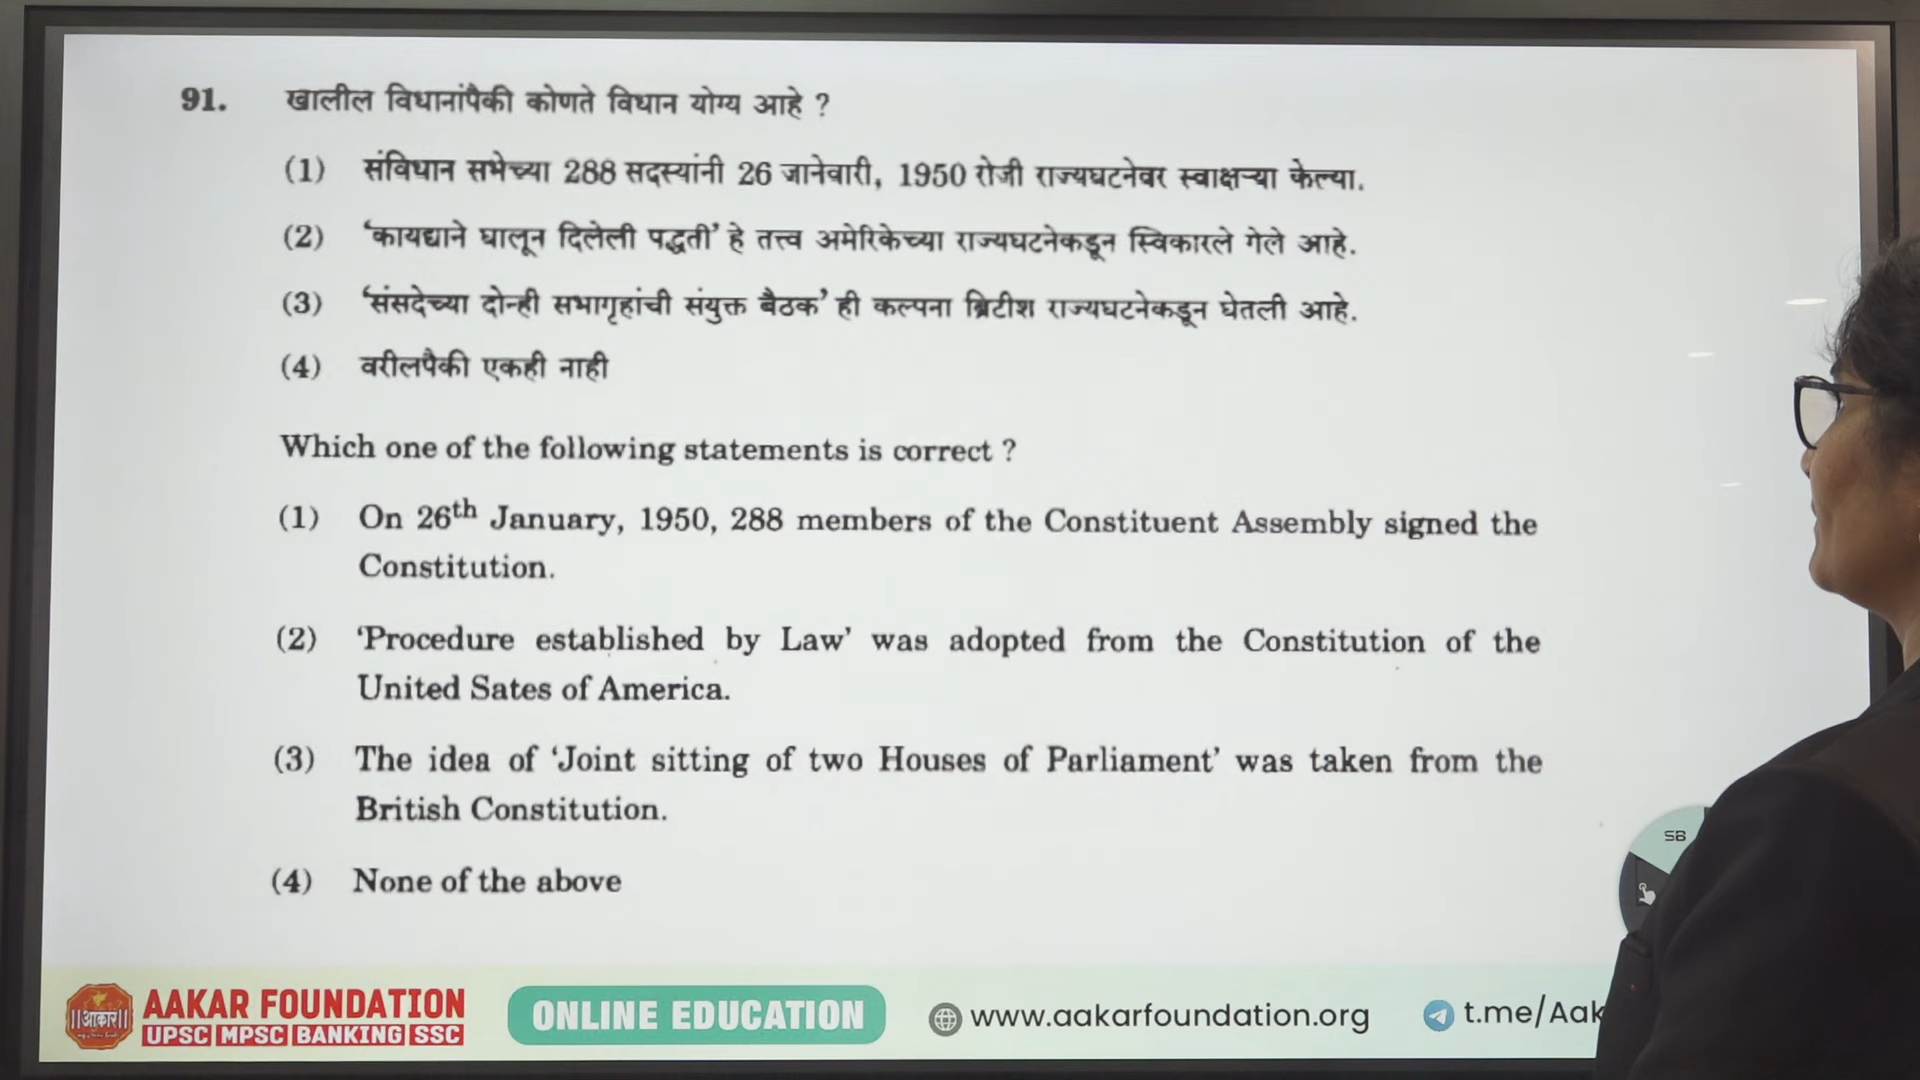 91. खालील विधानांपैकी कोणते विधान योग्य आहे ?
(1) संविधान सभेच्या 288 सदस्यांनी 26 जानेवारी, 1950 रोजी राज्यघटनेवर स्वाक्षऱ्या केल्या.
(2) ‘कायद्याने घालून दिलेली पद्धती’ हे तत्त्व अमेरिकेच्या राज्यघटनेकडून स्विकारले गेले आहे.
(3) ‘संसदेच्या दोन्ही सभागृहांची संयुक्त बैठक’ ही कल्पना ब्रिटीश राज्यघटनेकडून घेतली आहे.
(4) वरीलपैकी एकही नाही
Which one of the following statements is correct ?
(1) On 26th January, 1950, 288 members of the Constituent Assembly signed the
Constitution.
(2) ‘Procedure established by Law’ was adopted from the Constitution of the
United Sates of America.
(3) The idea of ‘Joint sitting of two Houses of Parliament’ was taken from the
British Constitution.
(4) None of the above
SB
||आकार||
AAKAR FOUNDATION
UPSC MPSC BANKING SSC
ONLINE EDUCATION
www.aakarfoundation.org
t.me/Aak